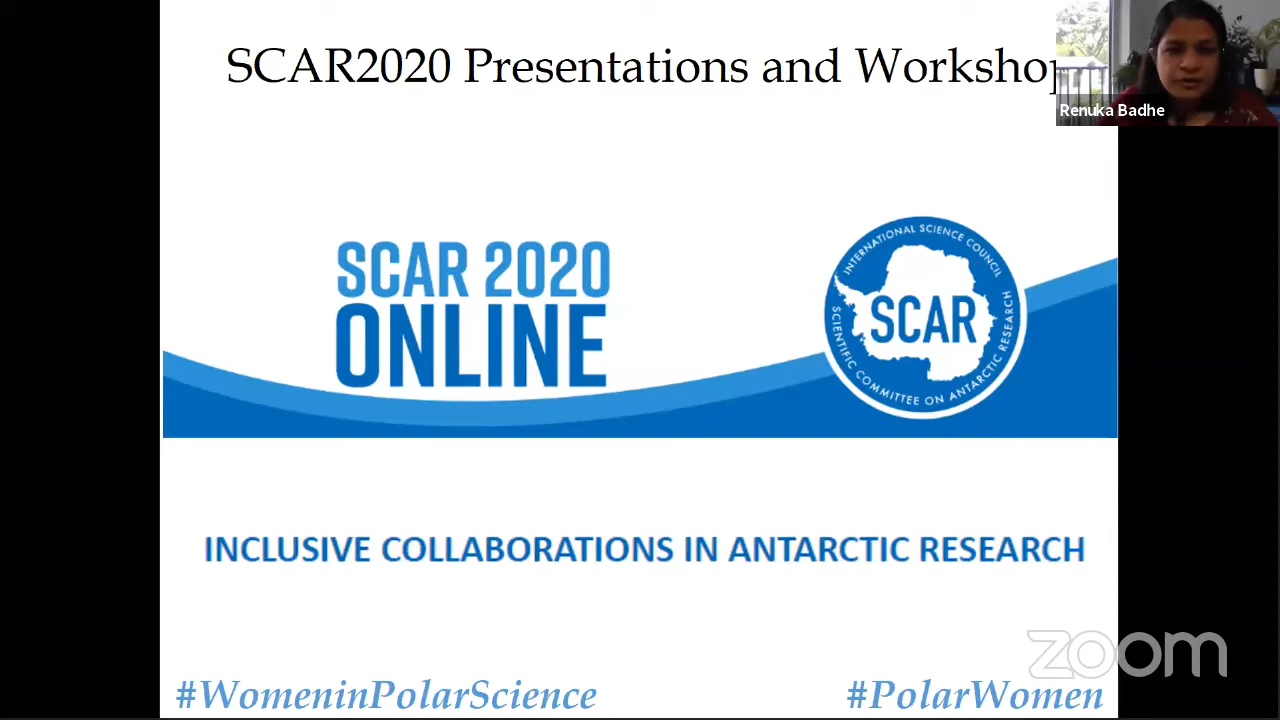 SCAR2020 Presentations and Workshop
Renuka Badhe
SCAR 2020
ONLINE
INTERNATIONAL SCIENCE COUNCIL
SCAR
SCIENTIFIC COMMITTEE ON ANTARCTIC RESEARCH
INCLUSIVE COLLABORATIONS IN ANTARCTIC RESEARCH
zoom
#WomeninPolarScience
#PolarWomen